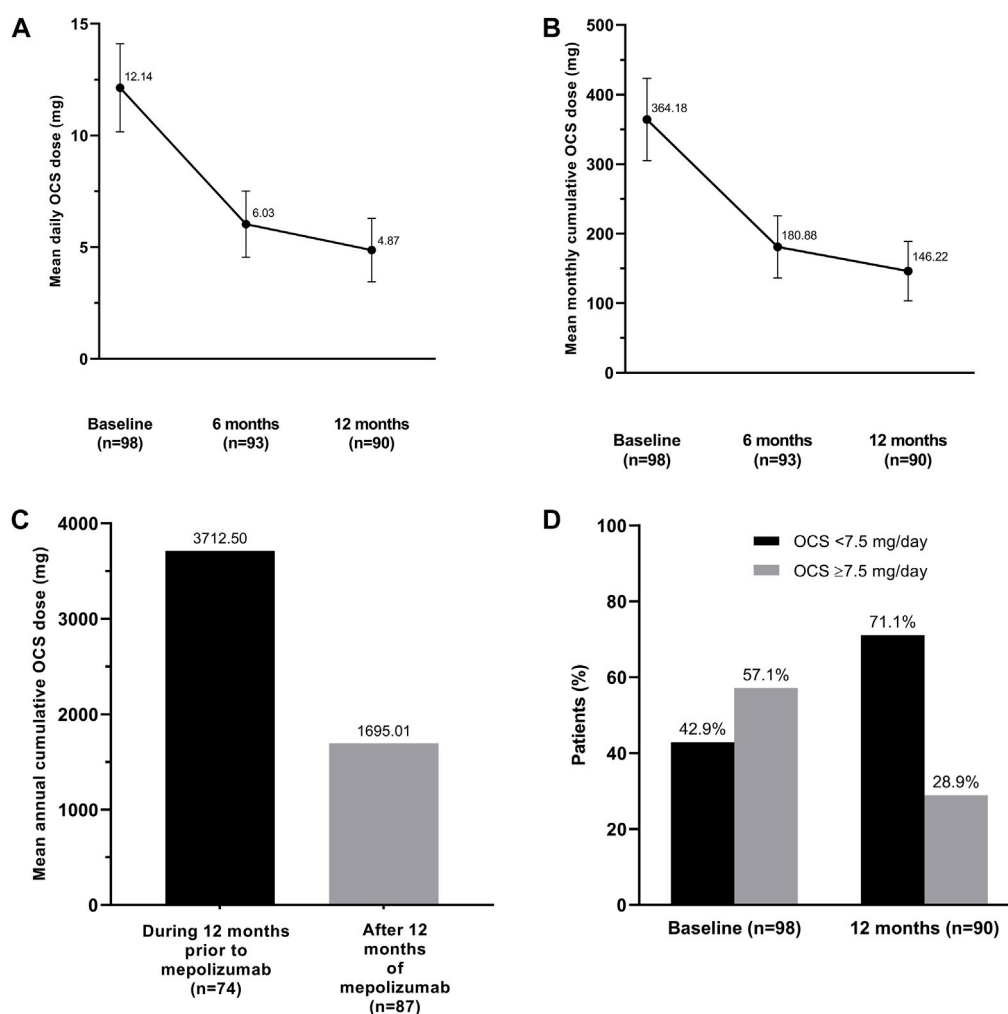 A
Mean daily OCS dose (mg)
15
10
5
0
12.14
6.03
4.87
Baseline
(n=98)
6 months
(n=93)
12 months
(n=90)
B
Mean monthly cumulative OCS dose (mg)
500
400
300
200
100
0
364.18
180.88
146.22
Baseline
(n=98)
6 months
(n=93)
12 months
(n=90)
C
Mean annual cumulative OCS dose (mg)
4000
3000
2000
1000
0
3712.50
1695.01
During 12 months
prior to
mepolizumab
(n=74)
After 12
months
of
mepolizumab
(n=87)
D
Patients (%)
100
80
60
40
20
0
OCS <7.5 mg/day
OCS ≥7.5 mg/day
42.9%
57.1%
71.1%
28.9%
Baseline (n=98)
12 months (n=90)